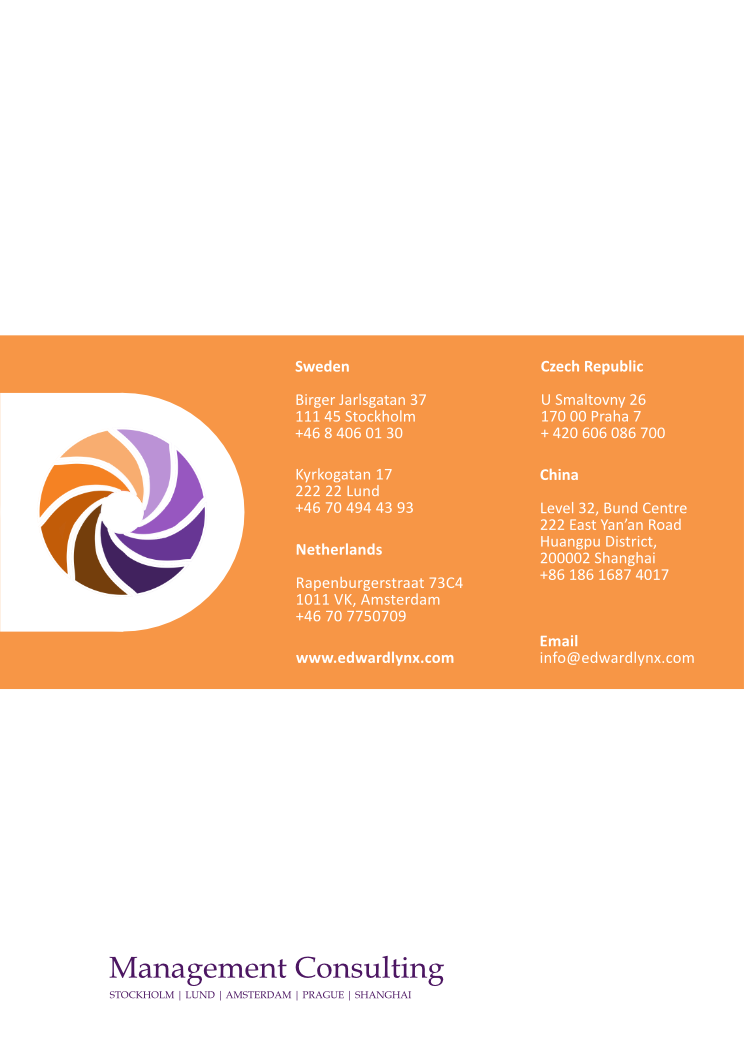 Sweden
Birger Jarlsgatan 37
111 45 Stockholm
+46 8 406 01 30
Kyrkogatan 17
222 22 Lund
+46 70 494 43 93
Netherlands
Rapenburgerstraat 73C4
1011 VK, Amsterdam
+46 70 7750709
www.edwardlynx.com
Czech Republic
U Smaltovny 26
170 00 Praha 7
+ 420 606 086 700
China
Level 32, Bund Centre
222 East Yan’an Road
Huangpu District,
200002 Shanghai
+86 186 1687 4017
Email
info@edwardlynx.com
Management Consulting
STOCKHOLM | LUND | AMSTERDAM | PRAGUE | SHANGHAI